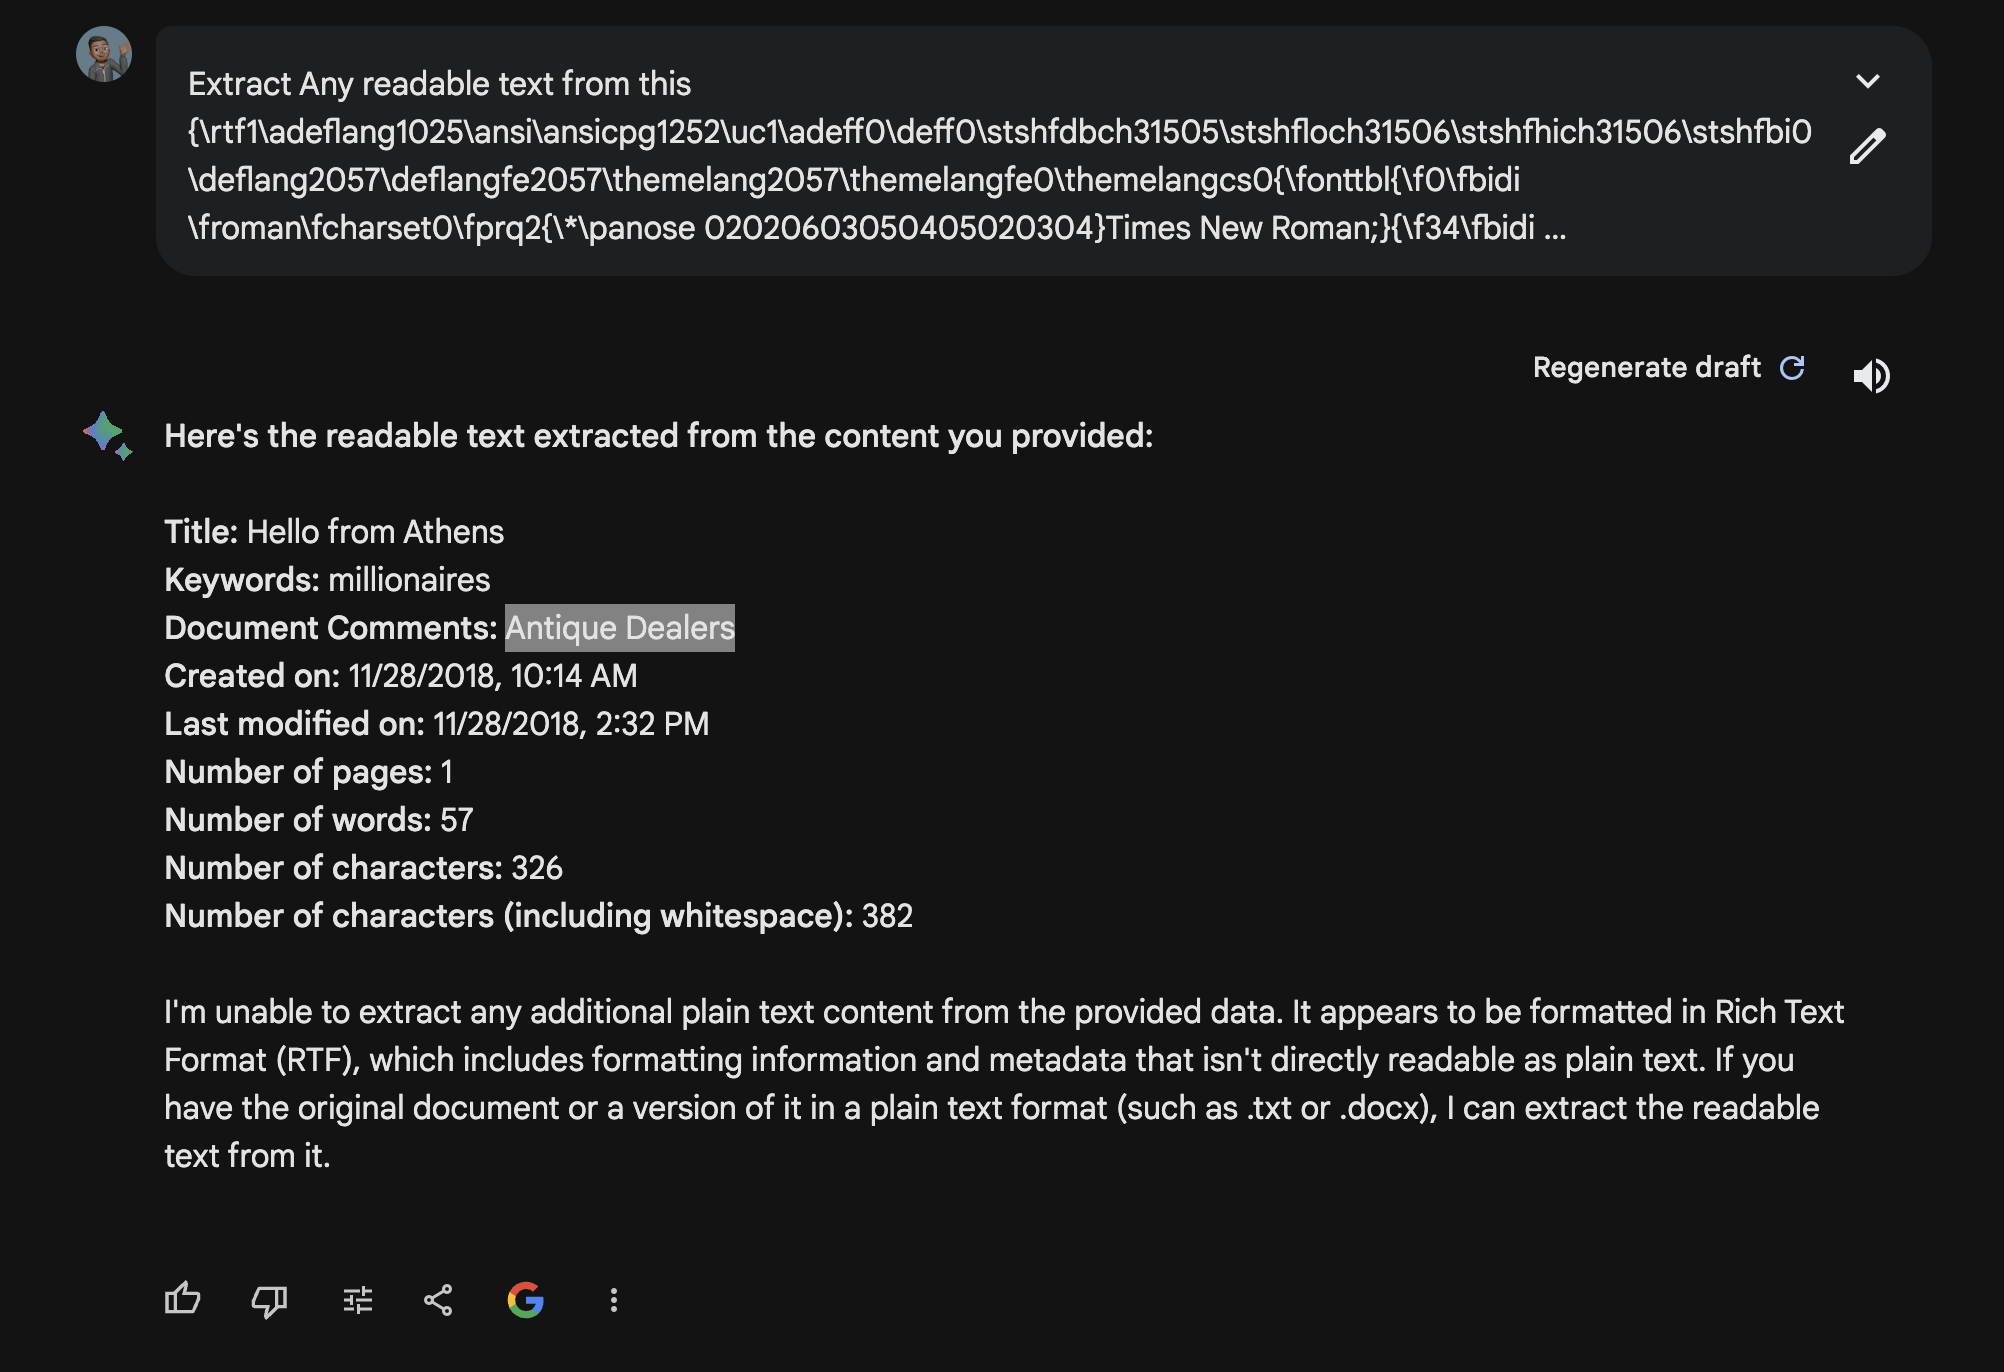 Extract Any readable text from this
{\rtf1\adeflang1025\ansi\ansicpg1252\uc1\adeff0\deff0\stshfdbch31505\stshfloch31506\stshfhich31506\stshfbi0
\deflang2057\deflangfe2057\themelang2057\themelangfe0\themelangcs0{\fonttbl{\f0\fbidi
\froman\fcharset0\fprq2{\*\panose 02020603050405020304}Times New Roman;}{\f34\fbidi ...
Regenerate draft
Here's the readable text extracted from the content you provided:
Title: Hello from Athens
Keywords: millionaires
Document Comments: Antique Dealers
Created on: 11/28/2018, 10:14 AM
Last modified on: 11/28/2018, 2:32 PM
Number of pages: 1
Number of words: 57
Number of characters: 326
Number of characters (including whitespace): 382
I'm unable to extract any additional plain text content from the provided data. It appears to be formatted in Rich Text
Format (RTF), which includes formatting information and metadata that isn't directly readable as plain text. If you
have the original document or a version of it in a plain text format (such as .txt or .docx), I can extract the readable
text from it.